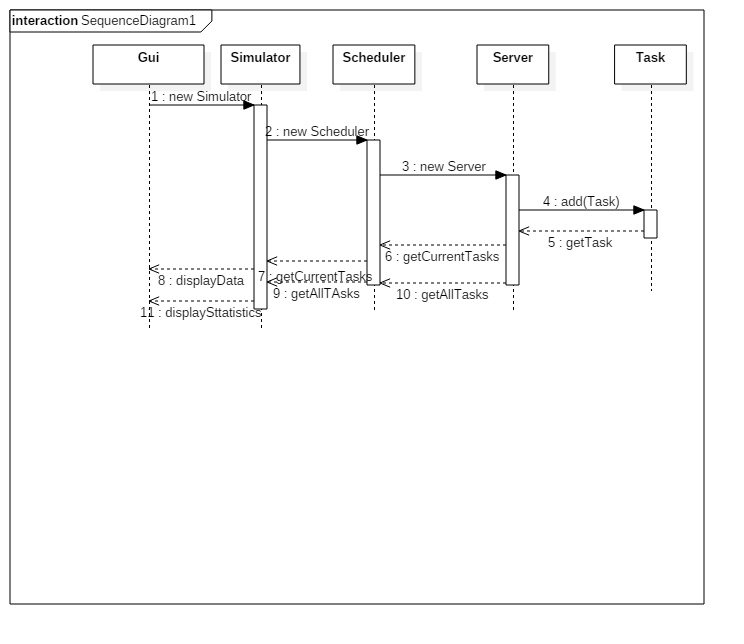 interaction SequenceDiagram1
Gui
Simulator
Scheduler
Server
Task
1 : new Simulator
2 : new Scheduler
3 : new Server
4 : add(Task)
5 : getTask
6 : getCurrentTasks
7 : getCurrentTasks
8 : displayData
9 : getAllTAsks
10 : getAllTasks
11 : displaySttatistics